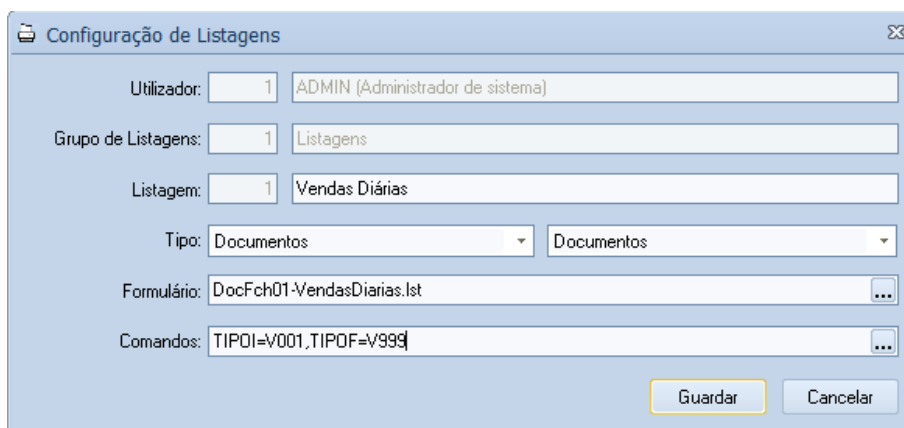 Configuração de Listagens
Utilizador: 1 ADMIN (Administrador de sistema)
Grupo de Listagens: 1 Listagens
Listagem: 1 Vendas Diárias
Tipo: Documentos Documentos
Formulário: DocFch01-VendasDiarias.lst ...
Comandos: TIPOI=V001,TIPOF=V999 ...
Guardar Cancelar